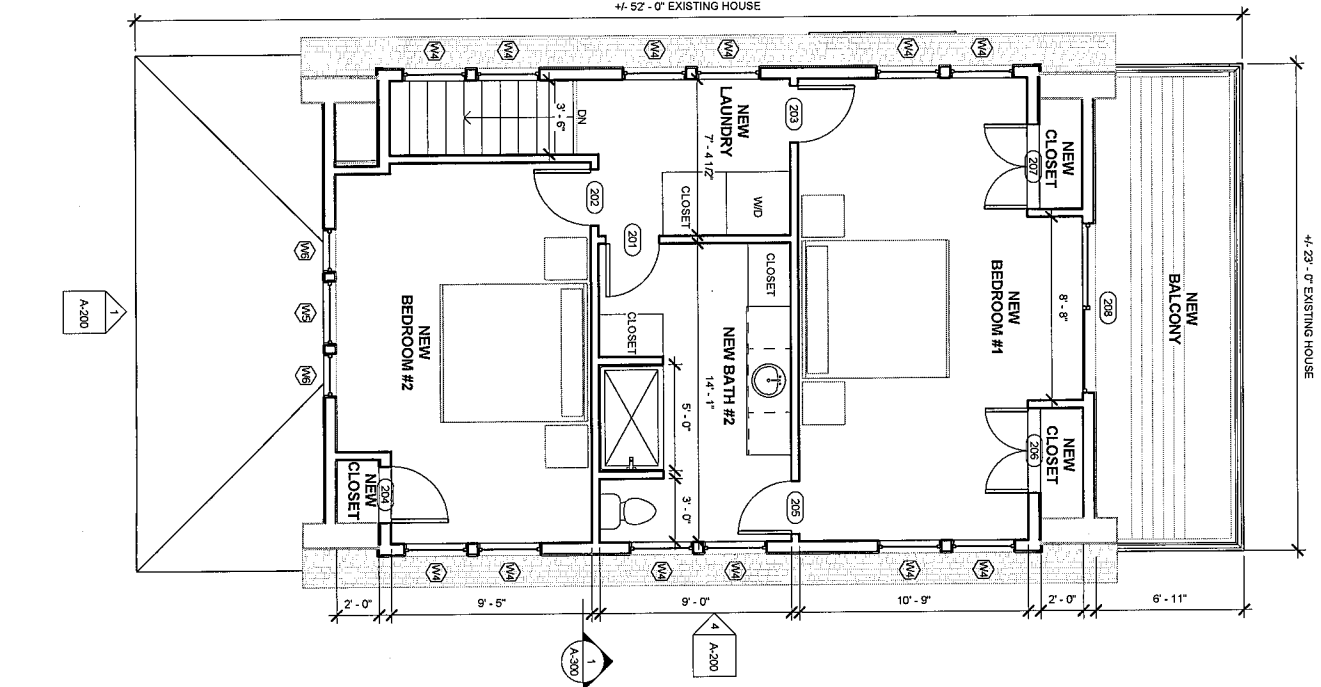 +/- 52' - 0" EXISTING HOUSE
W4
W4
W4
W4
W4
W4
DN
3' - 6"
NEW
LAUNDRY
7' - 4 1/2"
203
NEW
CLOSET
207
CLOSET
W/D
202
201
W6
W5
W6
1
A-200
NEW
BEDROOM #2
CLOSET
CLOSET
NEW BATH #2
14' - 1"
5' - 0"
3' - 0"
NEW
BEDROOM #1
8' - 8"
208
NEW
BALCONY
+/- 23' - 0" EXISTING HOUSE
NEW
CLOSET
206
NEW
CLOSET
204
205
W4
W4
W4
W4
W4
W4
2' - 0"
9' - 5"
9' - 0"
10' - 9"
2' - 0"
6' - 11"
1
A-300
4
A-200